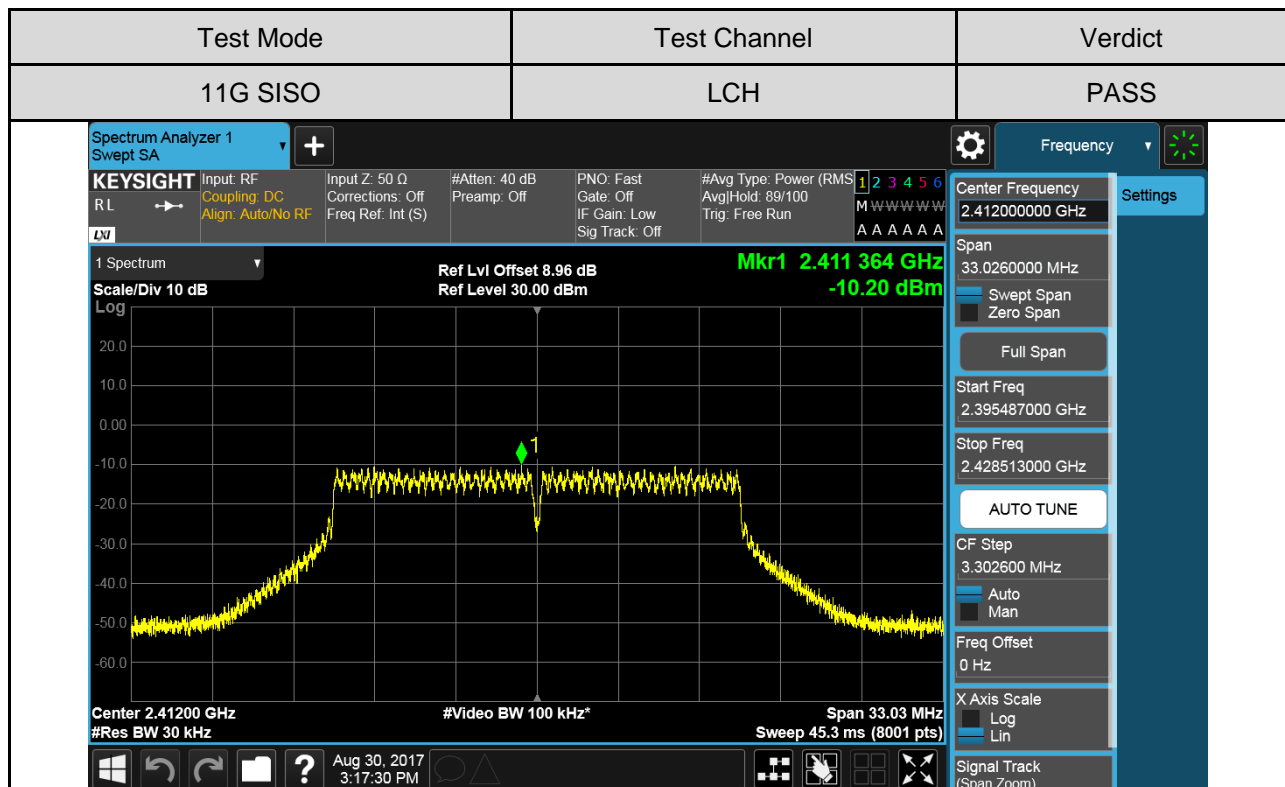 Test Mode Test Channel Verdict
11G SISO LCH PASS
Spectrum Analyzer 1
Swept SA
+
Frequency
KEYSIGHT
R L
LXI
Input: RF
Coupling: DC
Align: Auto/No RF
Input Z: 50 Ω
Corrections: Off
Freq Ref: Int (S)
#Atten: 40 dB
Preamp: Off
PNO: Fast
Gate: Off
IF Gain: Low
Sig Track: Off
#Avg Type: Power (RMS
Avg|Hold: 89/100
Trig: Free Run
1 2 3 4 5 6
M W W W W W
A A A A A A
1 Spectrum
Scale/Div 10 dB
Log
Ref Lvl Offset 8.96 dB
Ref Level 30.00 dBm
Mkr1 2.411 364 GHz
-10.20 dBm
20.0
10.0
0.00
-10.0
-20.0
-30.0
-40.0
-50.0
-60.0
1
Center 2.41200 GHz
#Res BW 30 kHz
#Video BW 100 kHz*
Span 33.03 MHz
Sweep 45.3 ms (8001 pts)
?
Aug 30, 2017
3:17:30 PM
Center Frequency
2.412000000 GHz
Settings
Span
33.0260000 MHz
Swept Span
Zero Span
Full Span
Start Freq
2.395487000 GHz
Stop Freq
2.428513000 GHz
AUTO TUNE
CF Step
3.302600 MHz
Auto
Man
Freq Offset
0 Hz
X Axis Scale
Log
Lin
Signal Track
(Span Zoom)